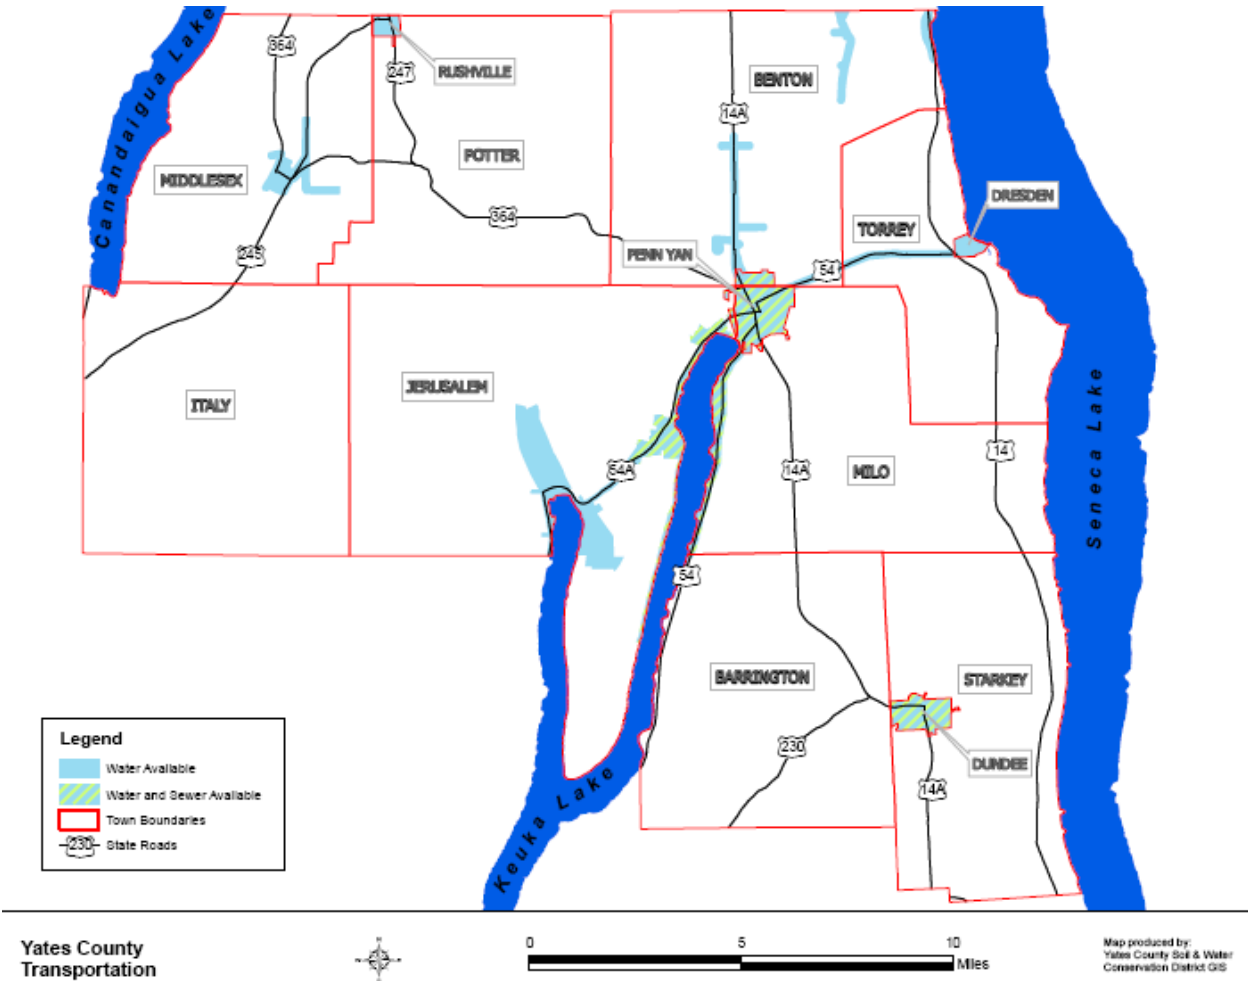 Canandaigua Lake
364
247
RUSHVILLE
BENTON
14A
POTTER
MIDDLESEX
DRESDEN
364
TORREY
245
PENN YAN
54
JERUSALEM
ITALY
Seneca Lake
14
54A
14A
MILO
54
BARRINGTON
STARKEY
230
DUNDEE
14A
Keuka Lake
Legend
Water Available
Water and Sewer Available
Town Boundaries
230 State Roads
Yates County
Transportation
N
0 5 10
Miles
Map produced by:
Yates County Soil & Water
Conservation District GIS